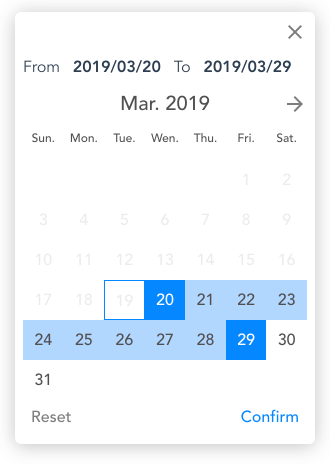 From 2019/03/20 To 2019/03/29
Mar. 2019
Sun. Mon. Tue. Wen. Thu. Fri. Sat.
1 2
3 4 5 6 7 8 9
10 11 12 13 14 15 16
17 18 19 20 21 22 23
24 25 26 27 28 29 30
31
Reset Confirm